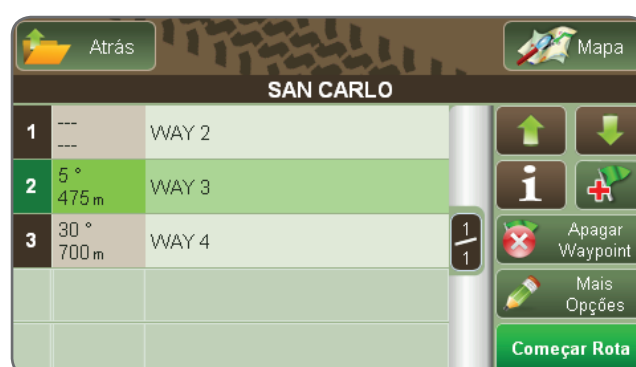 Atrás
Mapa
SAN CARLO
1 --- WAY 2
---
2 5 ° WAY 3
475 m
3 30 ° WAY 4
700 m
1
1
Apagar
Waypoint
Mais
Opções
Começar Rota